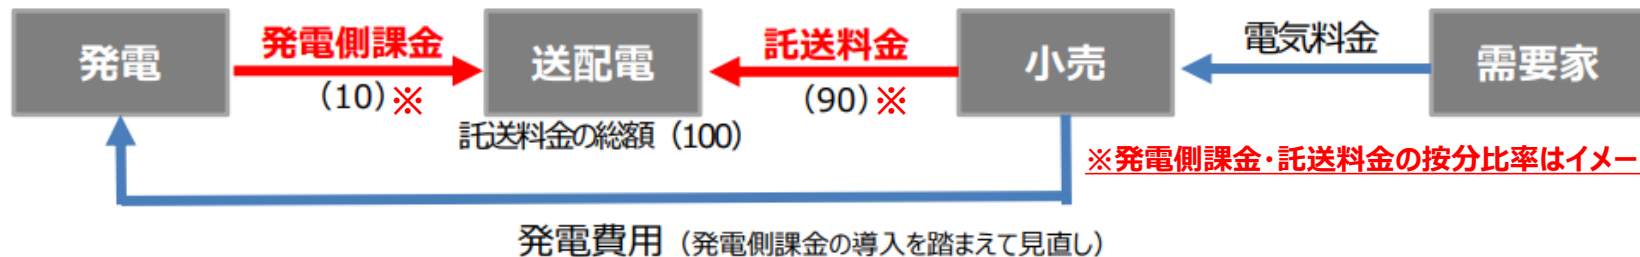 発電
発電側課金
(10)※
送配電
託送料金の総額（100）
託送料金
(90)※
小売
電気料金
需要家
※発電側課金・託送料金の按分比率はイメー
発電費用（発電側課金の導入を踏まえて見直し）